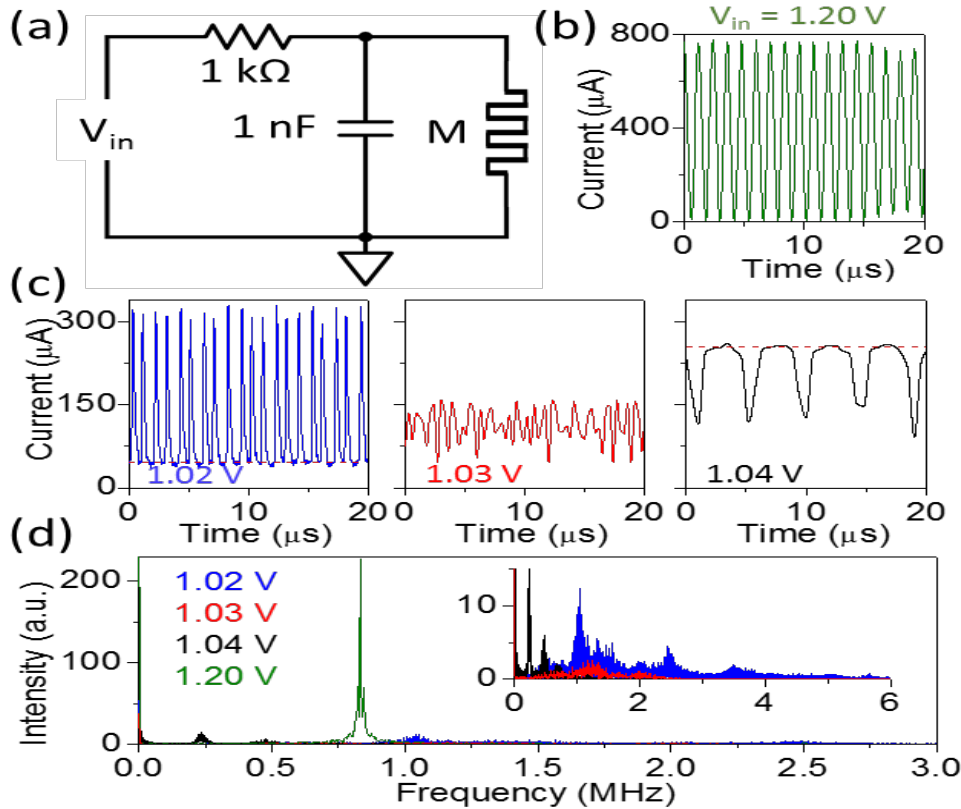 (a)
1 kΩ
V_in
1 nF
M
(b)
V_in = 1.20 V
800
400
0
Current (μA)
0 10 20
Time (μs)
(c)
300
150
0
Current (μA)
1.02 V
1.03 V
1.04 V
0 10 20
0 10 20
0 10 20
Time (μs)
Time (μs)
Time (μs)
(d)
200
100
0
Intensity (a.u.)
1.02 V
1.03 V
1.04 V
1.20 V
10
0
0 2 4 6
0.0 0.5 1.0 1.5 2.0 2.5 3.0
Frequency (MHz)